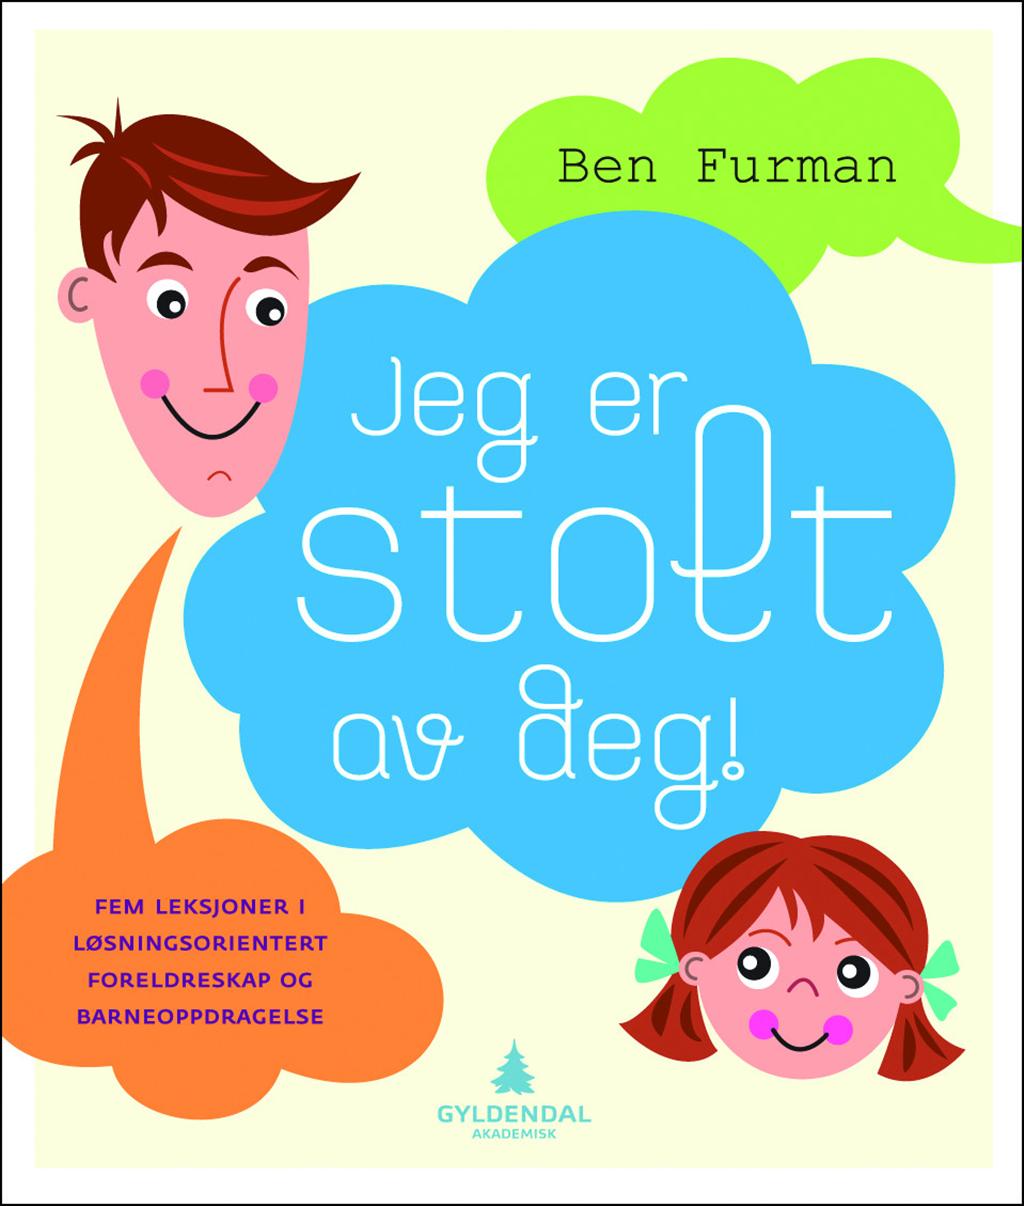 Ben Furman
Jeg er
stolt
av deg!
FEM LEKSJONER I
LØSNINGSORIENTERT
FORELDRESKAP OG
BARNEOPPDRAGELSE
GYLDENDAL
AKADEMISK